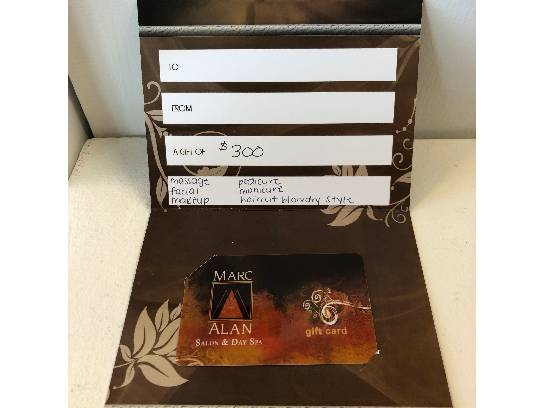 TO
FROM
A GIFT OF $300
massage pedicure
facial manicure
makeup haircut blowdry style
MARC
ALAN
SALON & DAY SPA
gift card